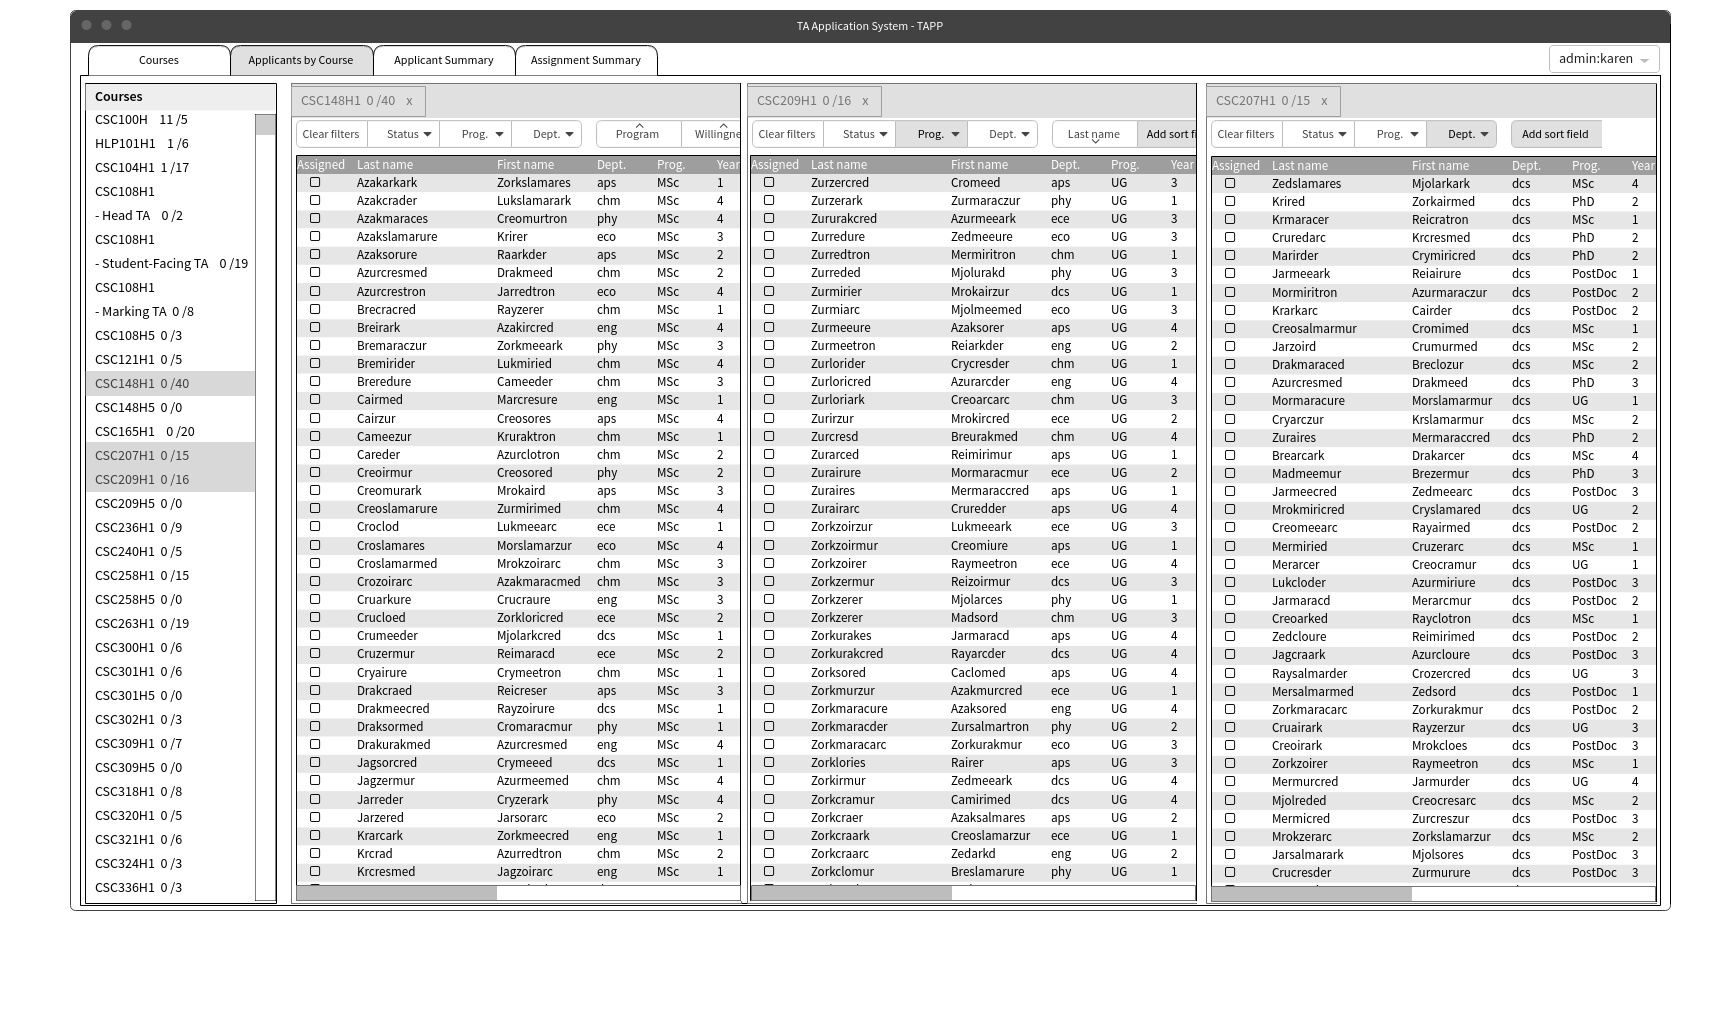 TA Application System - TAPP
Courses Applicants by Course Applicant Summary Assignment Summary admin:karen
Courses
CSC100H 11 /5
HLP101H1 1 /6
CSC104H1 1 /17
CSC108H1
- Head TA 0 /2
CSC108H1
- Student-Facing TA 0 /19
CSC108H1
- Marking TA 0 /8
CSC108H5 0 /3
CSC121H1 0 /5
CSC148H1 0 /40
CSC148H5 0 /0
CSC165H1 0 /20
CSC207H1 0 /15
CSC209H1 0 /16
CSC209H5 0 /0
CSC236H1 0 /9
CSC240H1 0 /5
CSC258H1 0 /15
CSC258H5 0 /0
CSC263H1 0 /19
CSC300H1 0 /6
CSC301H1 0 /6
CSC301H5 0 /0
CSC302H1 0 /3
CSC309H1 0 /7
CSC309H5 0 /0
CSC318H1 0 /8
CSC320H1 0 /5
CSC321H1 0 /6
CSC324H1 0 /3
CSC336H1 0 /3
CSC148H1 0 /40 x
Clear filters Status Prog. Dept. Program Willingne
Assigned Last name First name Dept. Prog. Year
Azakarkark Zorkslamares aps MSc 1
Azakcrader Lukslamarark chm MSc 4
Azakmaraces Creomurtron phy MSc 4
Azakslamarure Krirer eco MSc 3
Azaksorure Raarkder aps MSc 2
Azurcresmed Drakmeed chm MSc 2
Azurcrestron Jarredtron eco MSc 4
Brecracred Rayzerer chm MSc 1
Breirark Azakircred eng MSc 4
Bremaraczur Zorkmeeark phy MSc 3
Bremirider Lukmiried chm MSc 4
Breredure Cameeder chm MSc 3
Cairmed Marcresure eng MSc 1
Cairzur Creosores aps MSc 4
Cameezur Kruraktron chm MSc 1
Careder Azurclotron chm MSc 2
Creoirmur Creosored phy MSc 2
Creomurark Mrokaird aps MSc 3
Creoslamarure Zurmirimed chm MSc 4
Croclod Lukmeearc ece MSc 1
Croslamares Morslamarzur eco MSc 4
Croslamarmed Mrokzoirarc chm MSc 3
Crozoirarc Azakmaracmed chm MSc 3
Cruarkure Crucraure eng MSc 3
Crucloed Zorkloricred ece MSc 2
Crumeeder Mjolarkcred dcs MSc 1
Cruzermur Reimaracd ece MSc 2
Cryairure Crymeetron chm MSc 1
Drakcraed Reicreser aps MSc 3
Drakmeecred Rayzoirure dcs MSc 1
Draksormed Cromaracmur phy MSc 1
Drakurakmed Azurcresmed eng MSc 4
Jagsorcred Crymeeed dcs MSc 1
Jagzermur Azurmeemed chm MSc 4
Jarreder Cryzerark phy MSc 4
Jarzered Jarsorarc eco MSc 2
Krarcark Zorkmeecred eng MSc 1
Krcrad Azurredtron chm MSc 2
Krcresmed Jagzoirarc eng MSc 1
CSC209H1 0 /16 x
Clear filters Status Prog. Dept. Last name Add sort fi
Assigned Last name First name Dept. Prog. Year
Zurzercred Cromeed aps UG 3
Zurzerark Zurmaraczur phy UG 1
Zururakcred Azurmeeark ece UG 3
Zurredure Zedmeeure eco UG 3
Zurredtron Mermiritron chm UG 1
Zurreded Mjolurakd phy UG 3
Zurmirier Mrokairzur dcs UG 1
Zurmiarc Mjolmeemed eco UG 3
Zurmeeure Azaksorer aps UG 4
Zurmeetron Reiarkder eng UG 2
Zurlorider Crycresder chm UG 1
Zurloricred Azurarcder eng UG 4
Zurloriark Creoarcarc chm UG 3
Zurirzur Mrokircred ece UG 2
Zurcresd Breurakmed chm UG 4
Zurarced Reimirimur aps UG 1
Zurairure Mormaracmur ece UG 2
Zuraires Mermaraccred aps UG 1
Zurairarc Cruredder aps UG 4
Zorkzoirzur Lukmeeark ece UG 3
Zorkzoirmur Creomiure aps UG 1
Zorkzoirer Raymeetron ece UG 4
Zorkzermur Reizoirmur dcs UG 3
Zorkzerer Mjolarces phy UG 1
Zorkzerer Madsord chm UG 3
Zorkurakes Jarmaracd aps UG 4
Zorkurakcred Rayarcder dcs UG 4
Zorksored Caclomed aps UG 4
Zorkmurzur Azakmurcred ece UG 1
Zorkmaracure Azaksored eng UG 4
Zorkmaracder Zursalmartron phy UG 2
Zorkmaracarc Zorkurakmur eco UG 3
Zorklories Rairer aps UG 3
Zorkirmur Zedmeeark dcs UG 4
Zorkcramur Camirimed dcs UG 4
Zorkcraer Azaksalmares aps UG 2
Zorkcraark Creoslamarzur ece UG 1
Zorkcraarc Zedarkd eng UG 2
Zorkclomur Breslamarure phy UG 1
CSC207H1 0 /15 x
Clear filters Status Prog. Dept. Add sort field
Assigned Last name First name Dept. Prog. Year
Zedslamares Mjolarkark dcs MSc 4
Krired Zorkairmed dcs PhD 2
Krmaracer Reicratron dcs MSc 1
Cruredarc Krcresmed dcs PhD 2
Marirder Crymiricred dcs PhD 2
Jarmeeark Reiairure dcs PostDoc 1
Mormiritron Azurmaraczur dcs PostDoc 2
Krarkarc Cairder dcs PostDoc 2
Creosalmarmur Cromimed dcs MSc 1
Jarzoird Crumurmed dcs MSc 2
Drakmaraced Breclozur dcs MSc 2
Azurcresmed Drakmeed dcs PhD 3
Mormaracure Morslamarmur dcs UG 1
Cryarczur Krslamarmur dcs MSc 2
Zuraires Mermaraccred dcs PhD 2
Brearcark Drakarcer dcs MSc 4
Madmeemur Brezermur dcs PhD 3
Jarmeecred Zedmeearc dcs PostDoc 3
Mrokmiricred Cryslamared dcs UG 2
Creomeearc Rayairmed dcs PostDoc 2
Mermiried Cruzerarc dcs MSc 1
Merarcer Creocramur dcs UG 1
Lukcloder Azurmiriure dcs PostDoc 3
Jarmaracd Merarcmur dcs PostDoc 2
Creoarked Rayclotron dcs MSc 1
Zedcloure Reimirimed dcs PostDoc 2
Jagcraark Azurcloure dcs PostDoc 3
Raysalmarder Crozercred dcs UG 3
Mersalmarmed Zedsord dcs PostDoc 1
Zorkmaracarc Zorkurakmur dcs PostDoc 2
Cruairark Rayzerzur dcs UG 3
Creoirark Mrokcloes dcs PostDoc 3
Zorkzoirer Raymeetron dcs MSc 1
Mermurcred Jarmurder dcs UG 4
Mjolreded Creocresarc dcs MSc 2
Mermicred Zurcreszur dcs PostDoc 3
Mrokzerarc Zorkslamarzur dcs MSc 2
Jarsalmarark Mjolsores dcs PostDoc 3
Crucresder Zurmurure dcs PostDoc 3